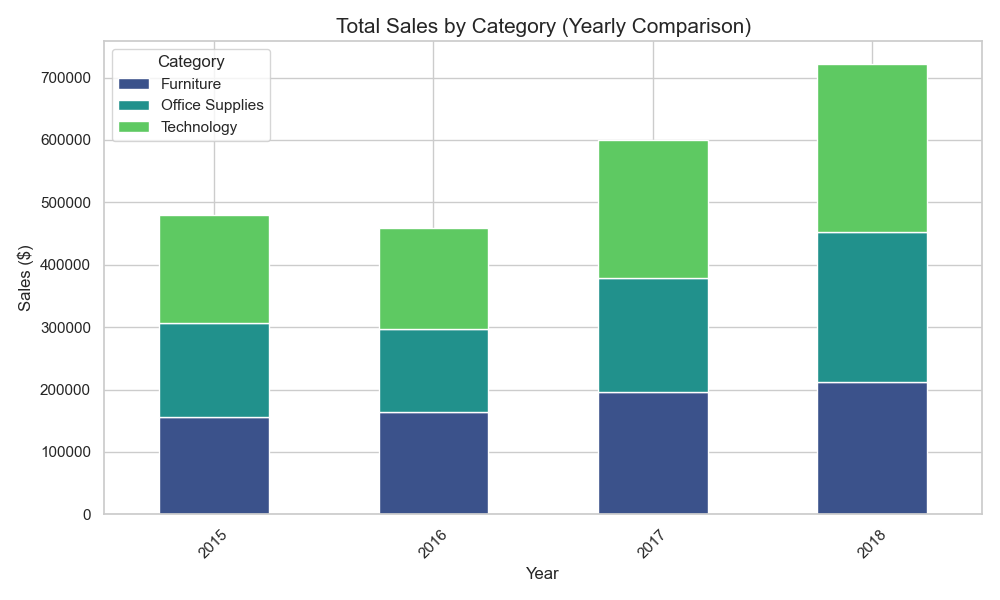 Total Sales by Category (Yearly Comparison)
Category
Furniture
Office Supplies
Technology
Sales ($)
700000
600000
500000
400000
300000
200000
100000
0
2015
2016
2017
2018
Year